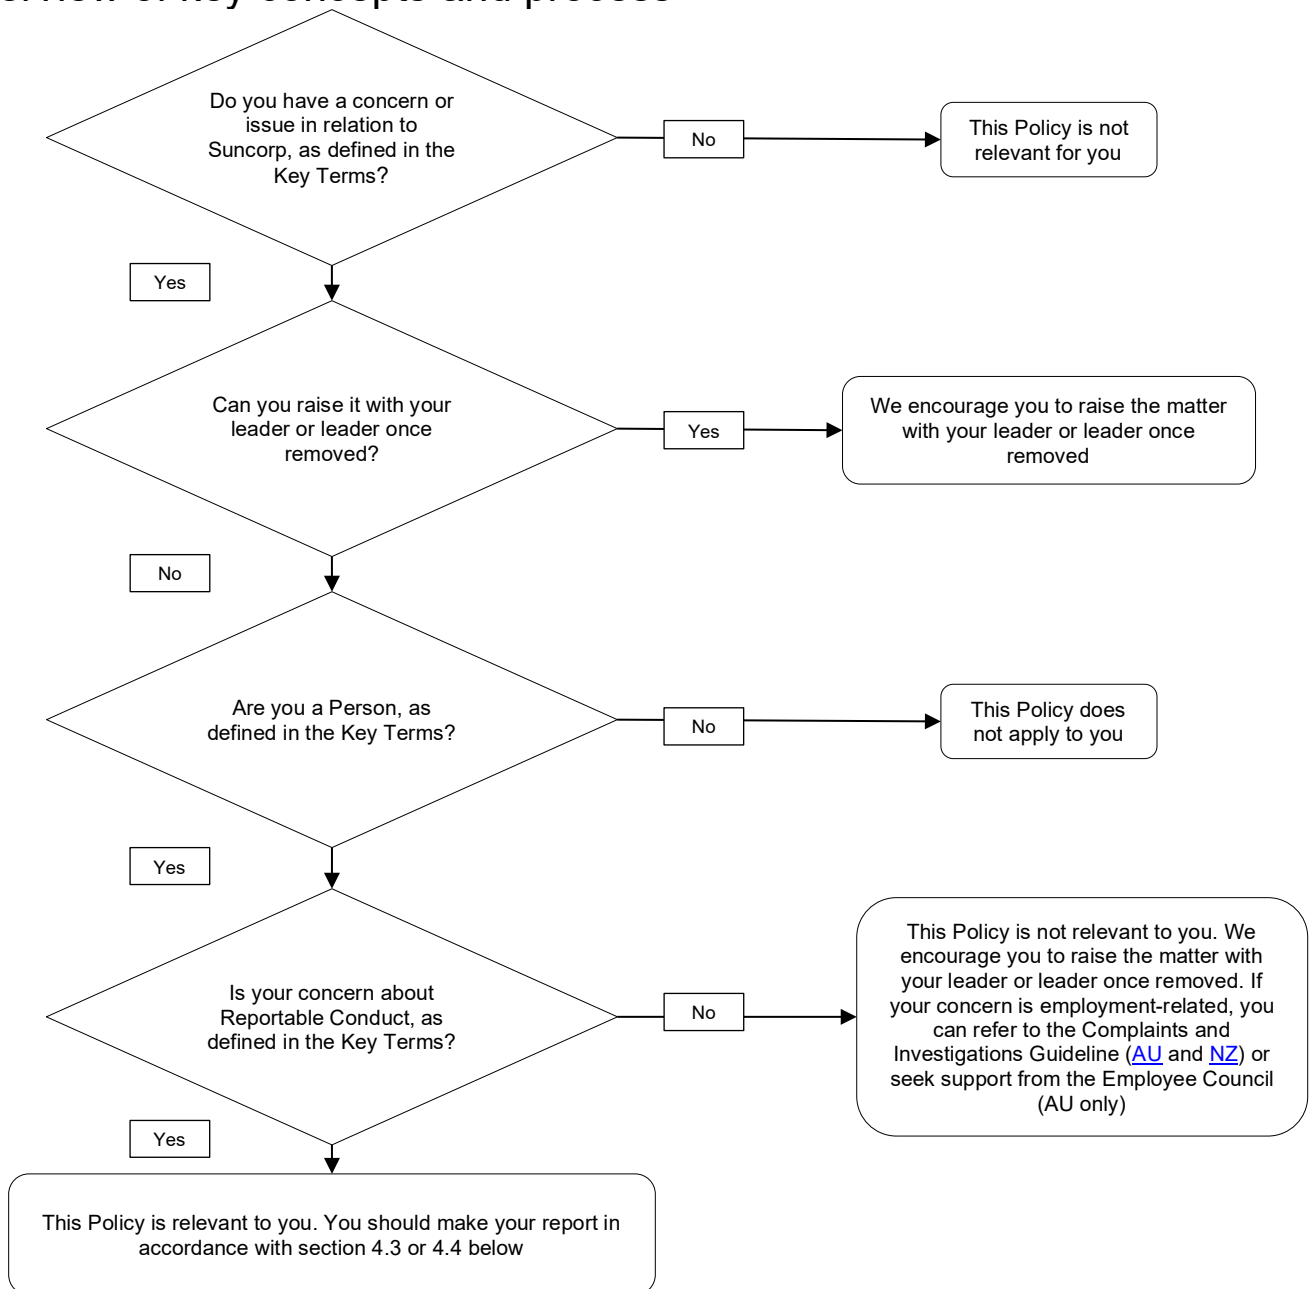 of key concepts and process
Do you have a concern or
issue in relation to
Suncorp, as defined in the
Key Terms?
No
This Policy is not
relevant for you
Yes
Can you raise it with your
leader or leader once
removed?
Yes
We encourage you to raise the matter
with your leader or leader once
removed
No
Are you a Person, as
defined in the Key Terms?
No
This Policy does
not apply to you
Yes
Is your concern about
Reportable Conduct, as
defined in the Key Terms?
No
This Policy is not relevant to you. We
encourage you to raise the matter with
your leader or leader once removed. If
your concern is employment-related, you
can refer to the Complaints and
Investigations Guideline (AU and NZ) or
seek support from the Employee Council
(AU only)
Yes
This Policy is relevant to you. You should make your report in
accordance with section 4.3 or 4.4 below